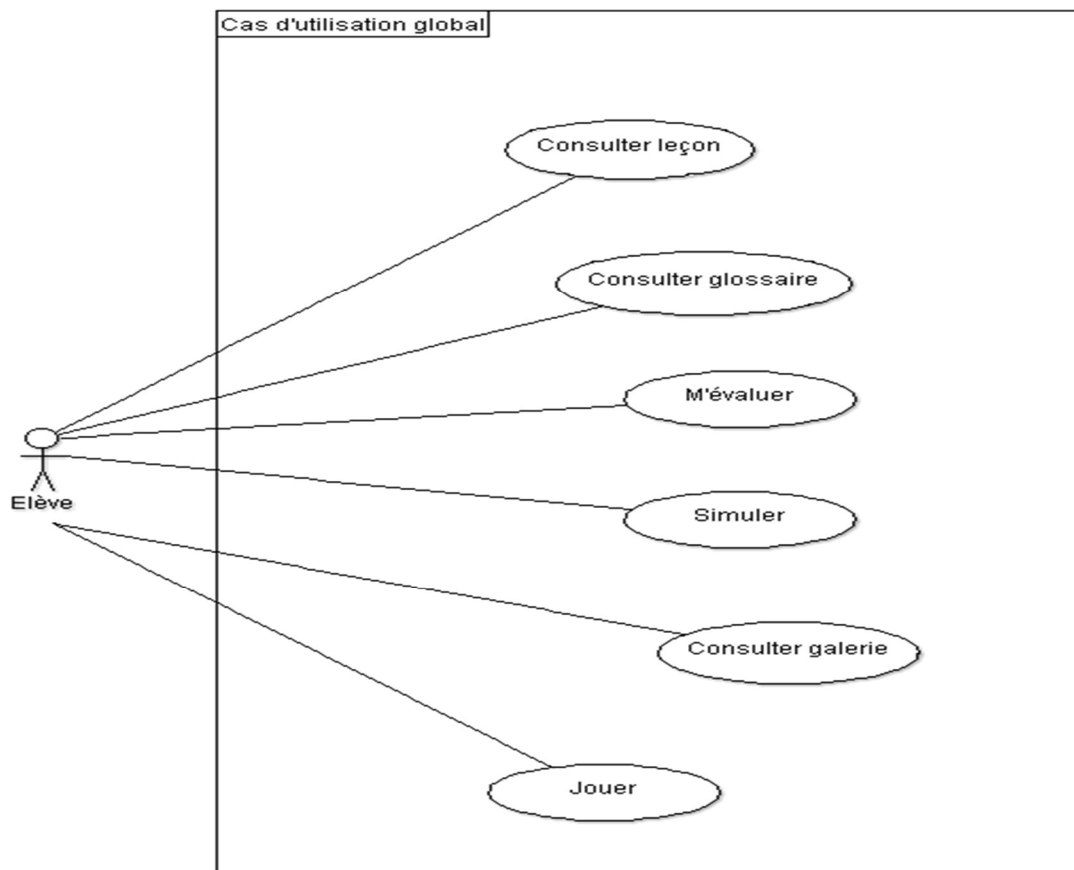 Cas d'utilisation global
Consulter leçon
Consulter glossaire
M'évaluer
Elève
Simuler
Consulter galerie
Jouer